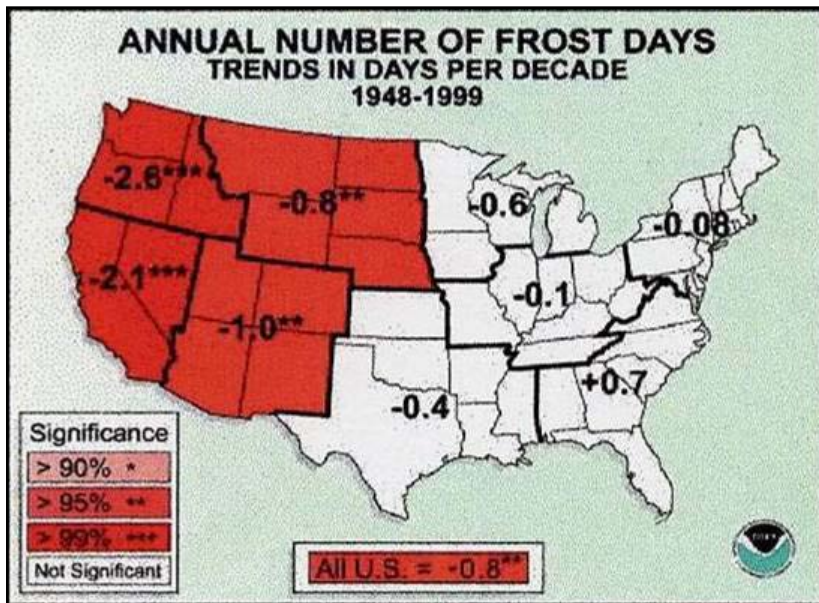 ANNUAL NUMBER OF FROST DAYS
TRENDS IN DAYS PER DECADE
1948-1999
-2.6***
-0.8**
-0.6
-0.08
-2.1***
-1.0**
-0.1
-0.4
+0.7
Significance
> 90% *
> 95% **
> 99% ***
Not Significant
All U.S. = -0.8**